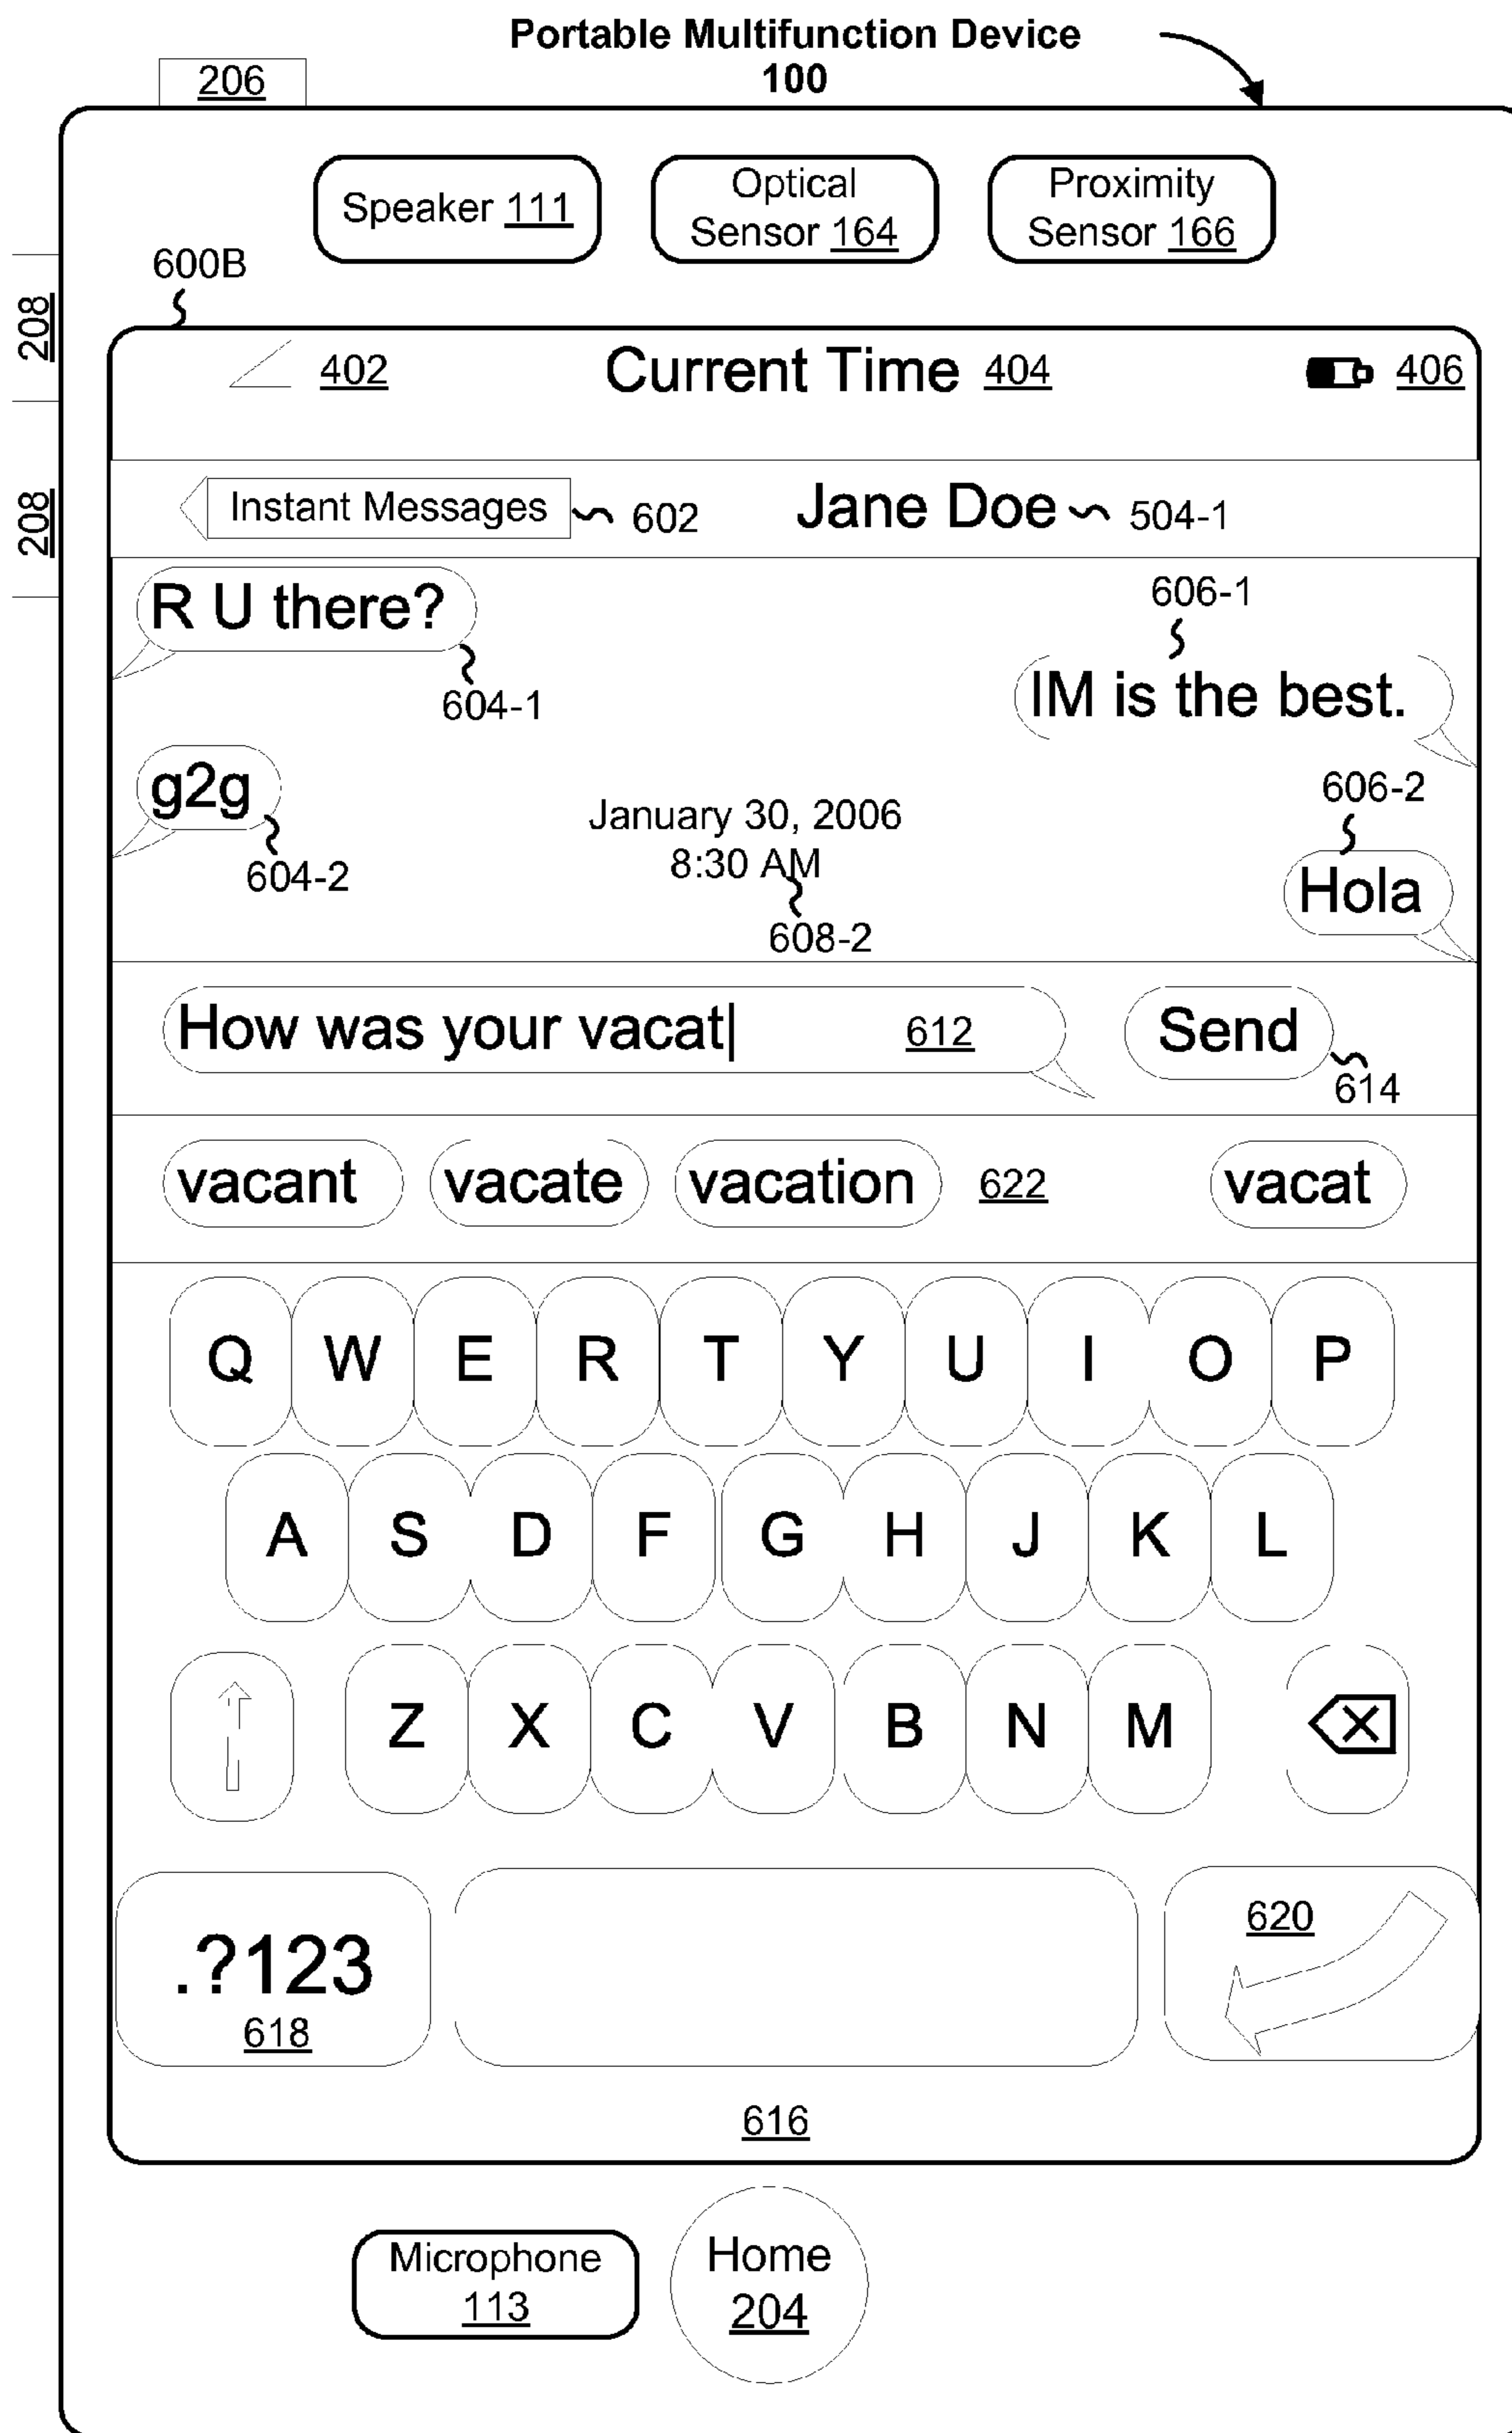 Portable Multifunction Device
100
206
Speaker 111
Optical
Sensor 164
Proximity
Sensor 166
600B
208
208
402
Current Time 404
406
Instant Messages
602
Jane Doe
504-1
R U there?
604-1
606-1
IM is the best.
g2g
604-2
January 30, 2006
8:30 AM
608-2
606-2
Hola
How was your vacat
612
Send
614
vacant
vacate
vacation
622
vacat
Q W E R T Y U I O P
A S D F G H J K L
Z X C V B N M
.?123
618
620
616
Microphone
113
Home
204